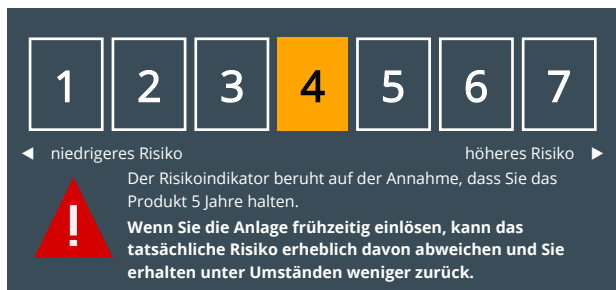 1 2 3 4 5 6 7
niedrigeres Risiko höheres Risiko
Der Risikoindikator beruht auf der Annahme, dass Sie das
Produkt 5 Jahre halten.
Wenn Sie die Anlage frühzeitig einlösen, kann das
tatsächliche Risiko erheblich davon abweichen und Sie
erhalten unter Umständen weniger zurück.